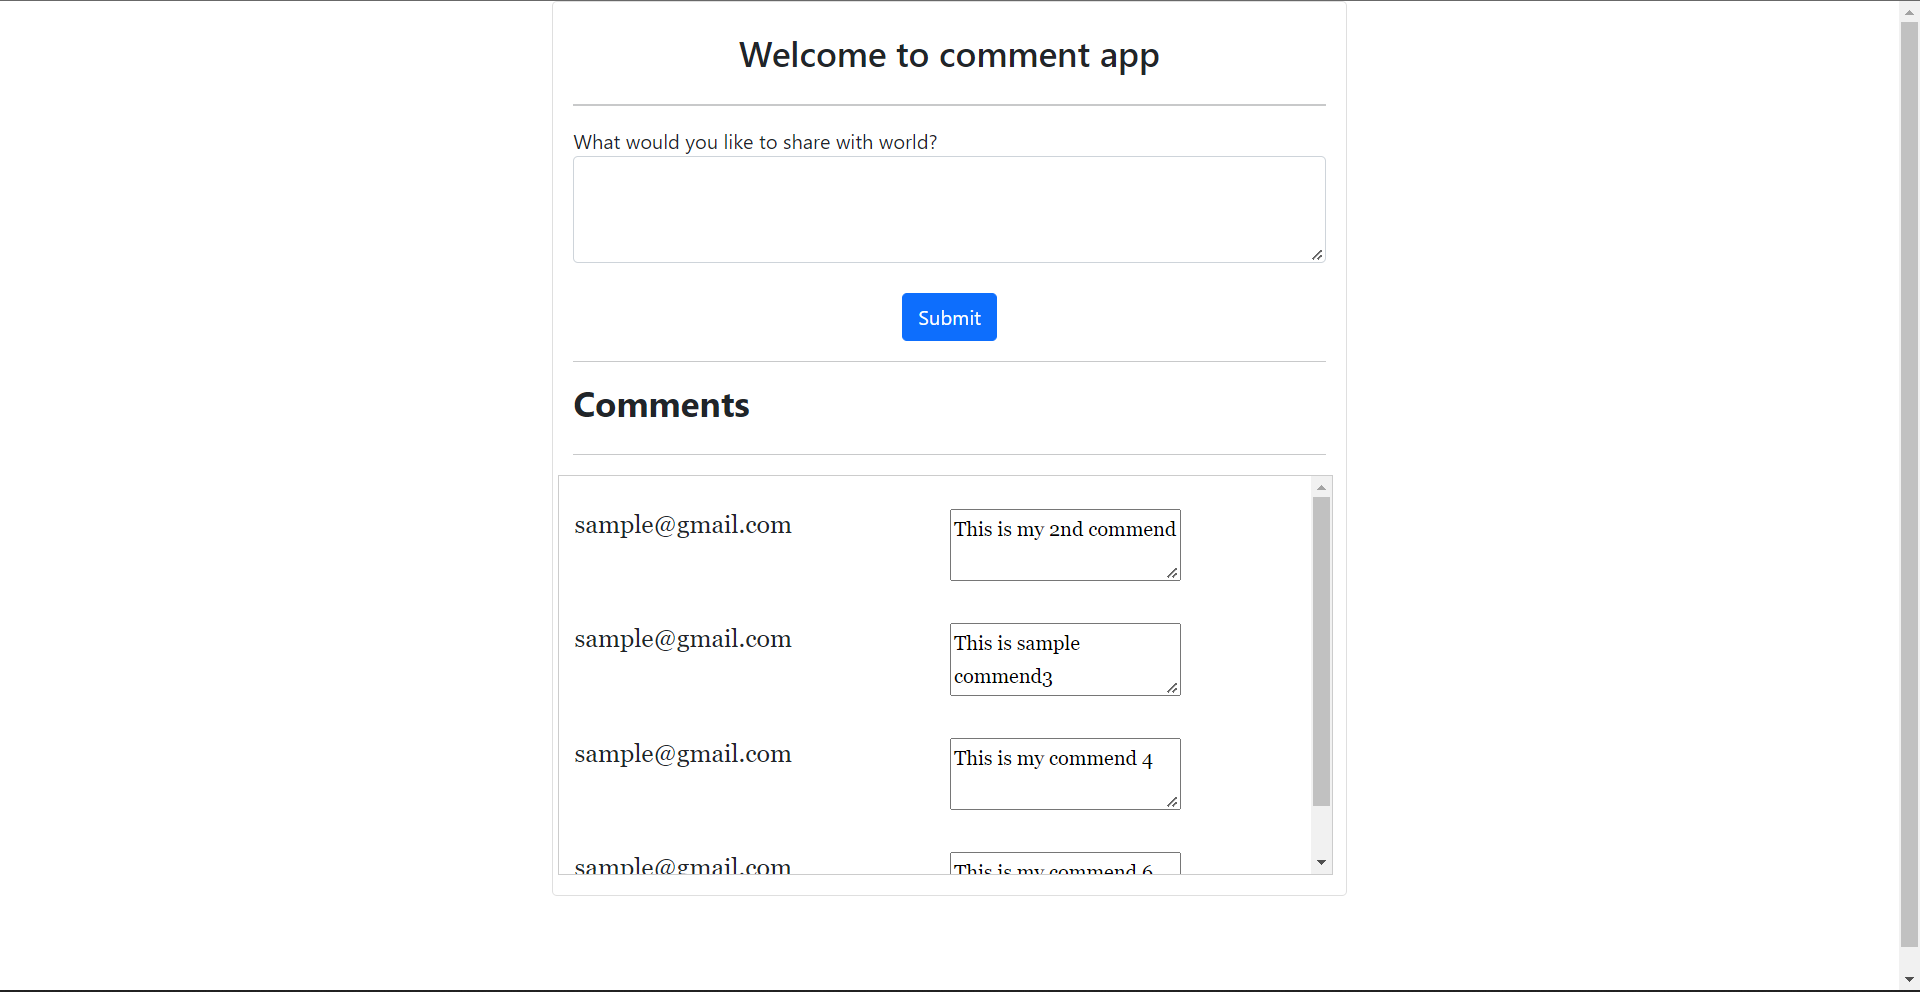 Welcome to comment app
What would you like to share with world?
Submit
Comments
sample@gmail.com
This is my 2nd commend
sample@gmail.com
This is sample
commend3
sample@gmail.com
This is my commend 4
sample@gmail.com
This is my commend 6